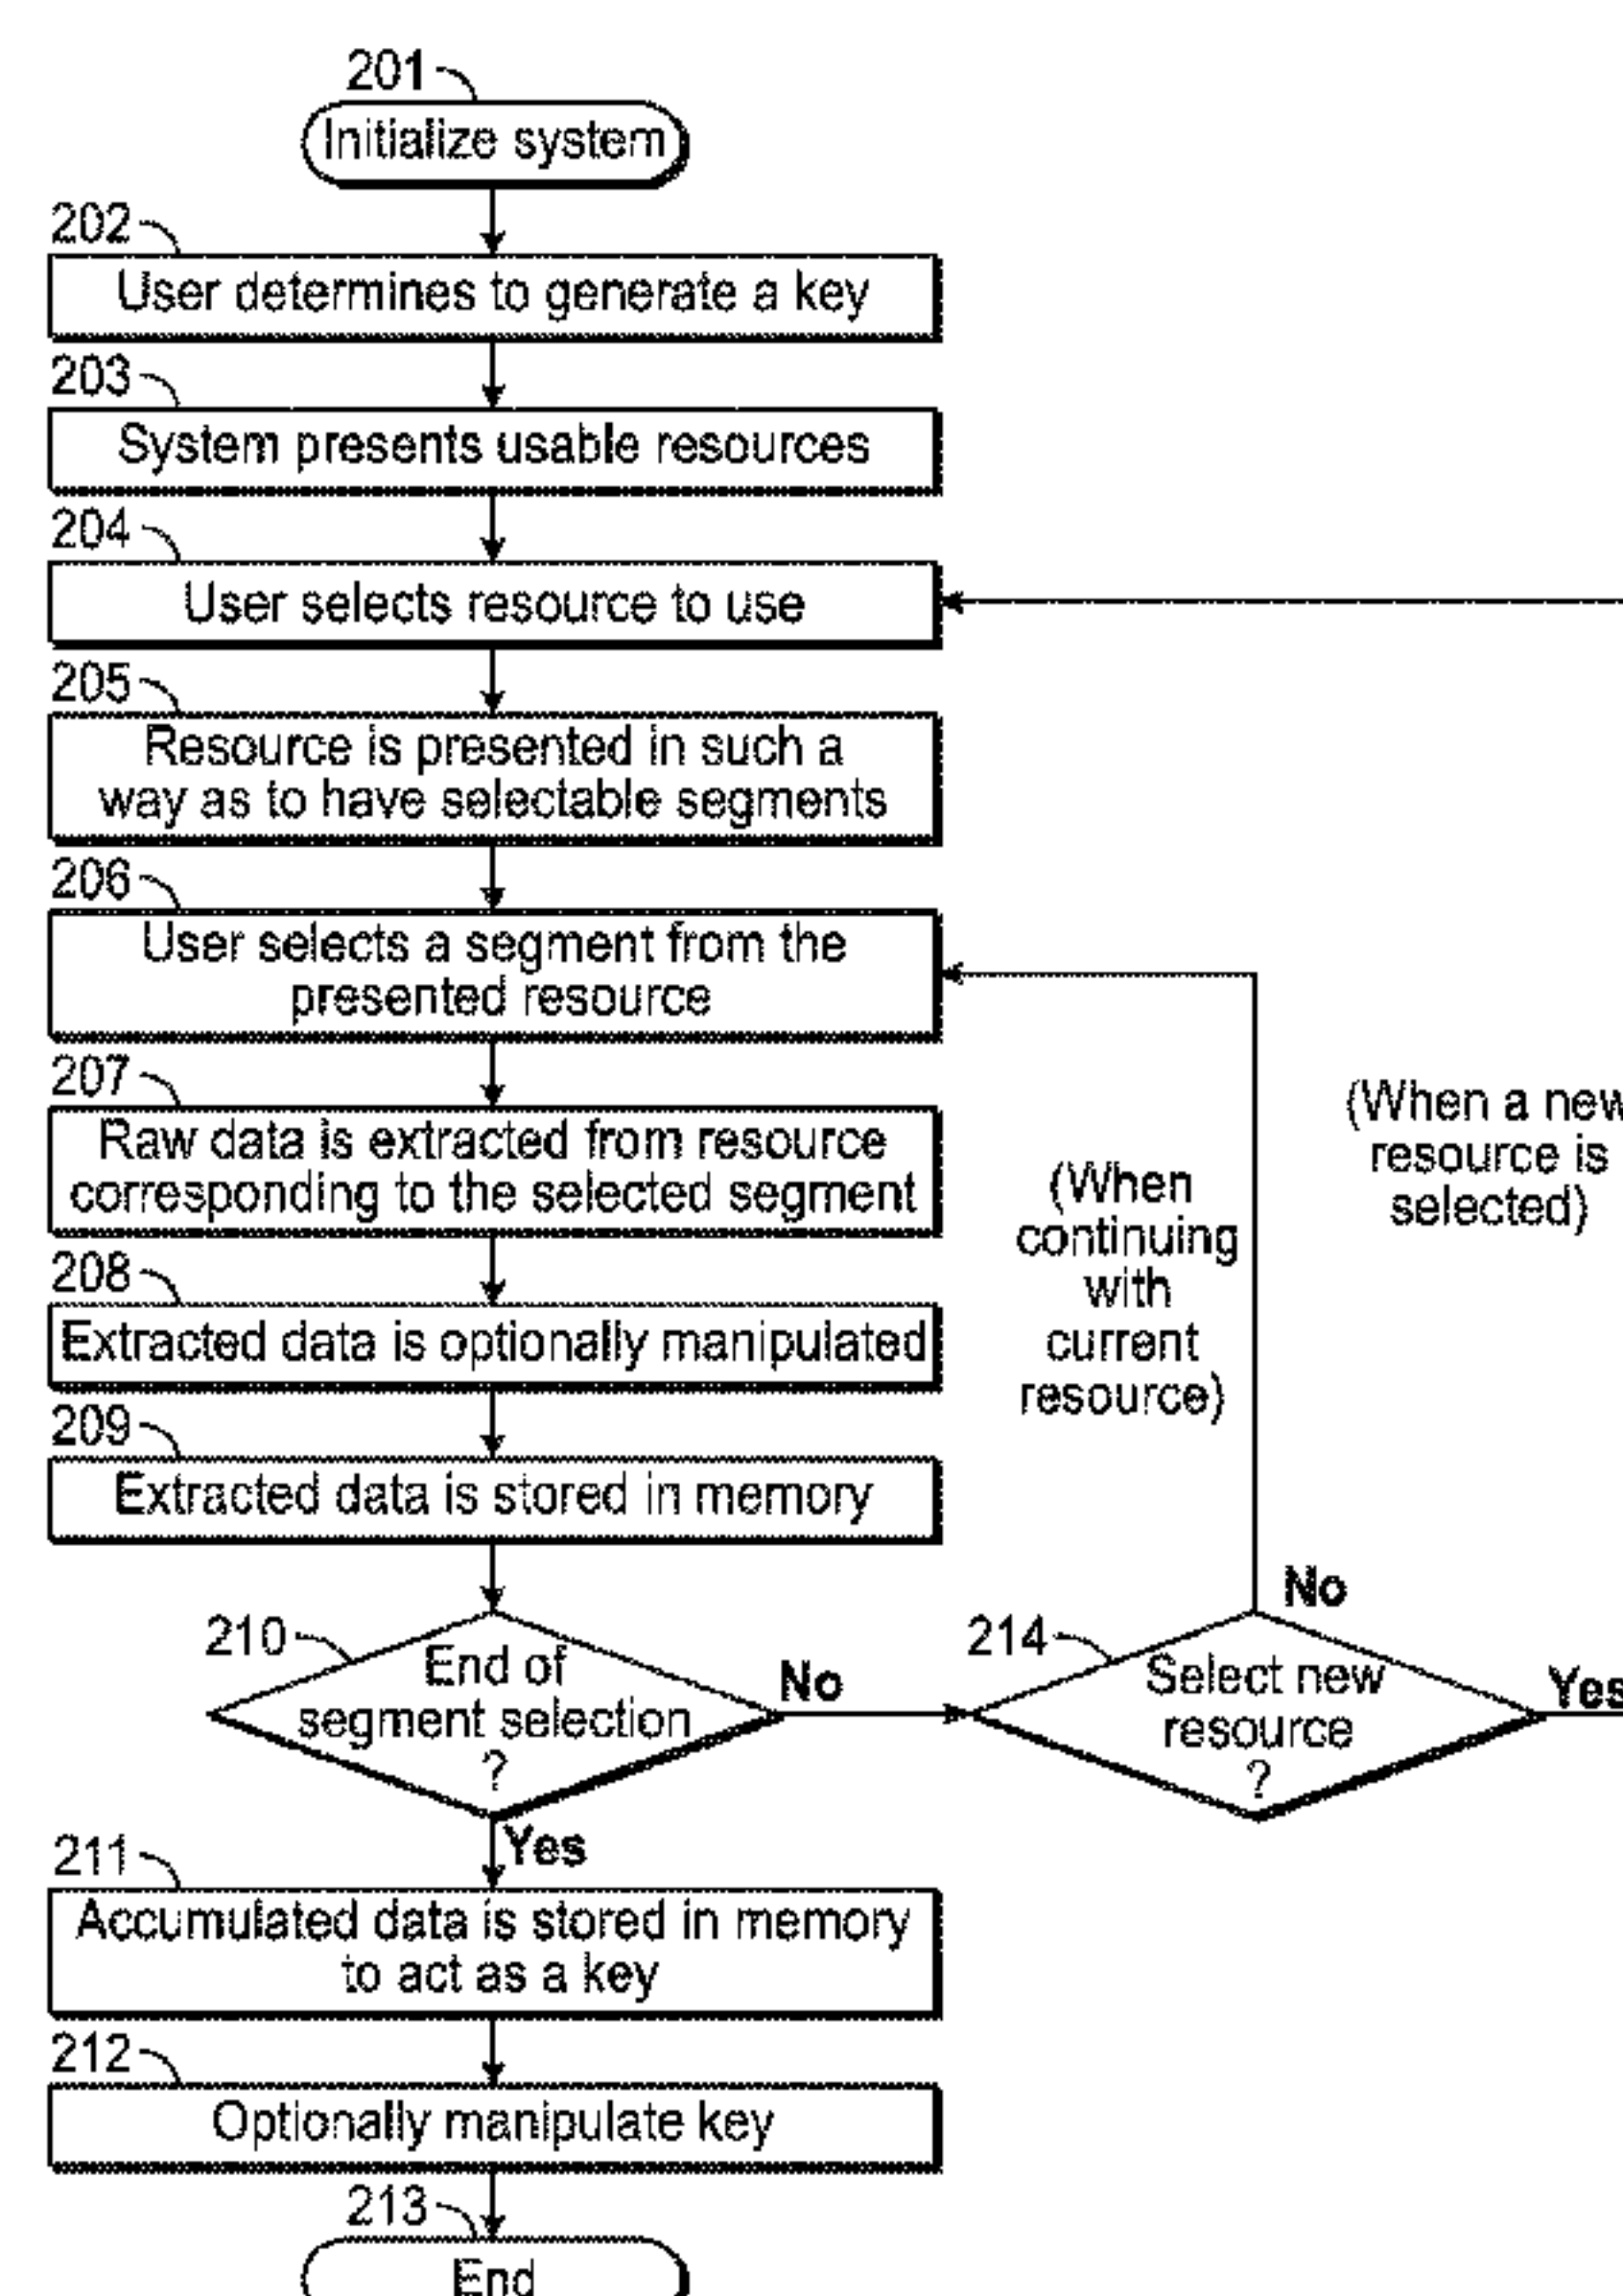 201
Initialize system
202
User determines to generate a key
203
System presents usable resources
204
User selects resource to use
205
Resource is presented in such a
way as to have selectable segments
206
User selects a segment from the
presented resource
207
Raw data is extracted from resource
corresponding to the selected segment
208
Extracted data is optionally manipulated
209
Extracted data is stored in memory
210
End of
segment selection
?
No
Yes
214
Select new
resource
?
No
Yes
(When
continuing
with
current
resource)
(When a new
resource is
selected)
211
Accumulated data is stored in memory
to act as a key
212
Optionally manipulate key
213
End